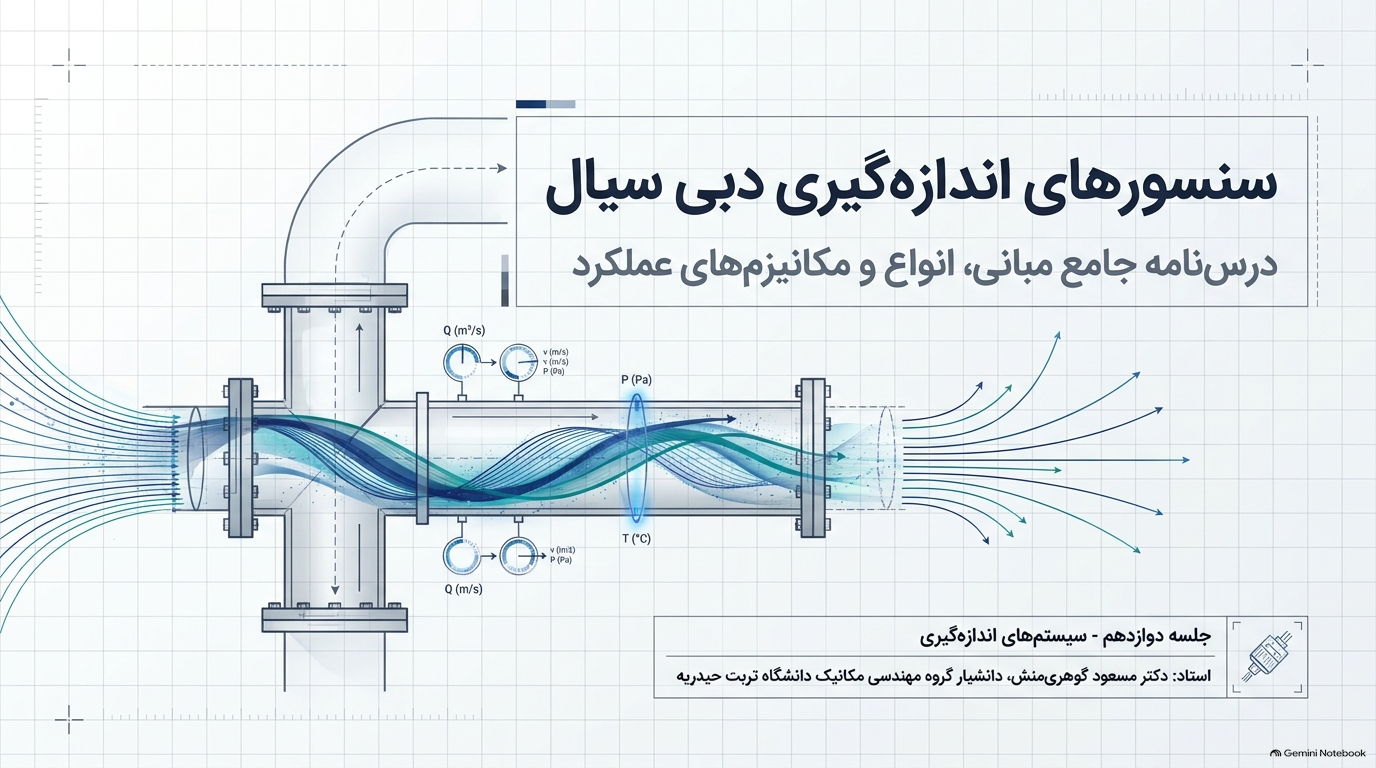 سنسورهای اندازه‌گیری دبی سیال
درس‌نامه جامع مبانی، انواع و مکانیزم‌های عملکرد
Q (m³/s)
v (m/s)
v (m/s)
P (Pa)
P (Pa)
T (°C)
P (Pa)
Q (m/s)
جلسه دوازدهم - سیستم‌های اندازه‌گیری
استاد: دکتر مسعود گوهری‌منش، دانشیار گروه مهندسی مکانیک دانشگاه تربت حیدریه
Gemini Notebook